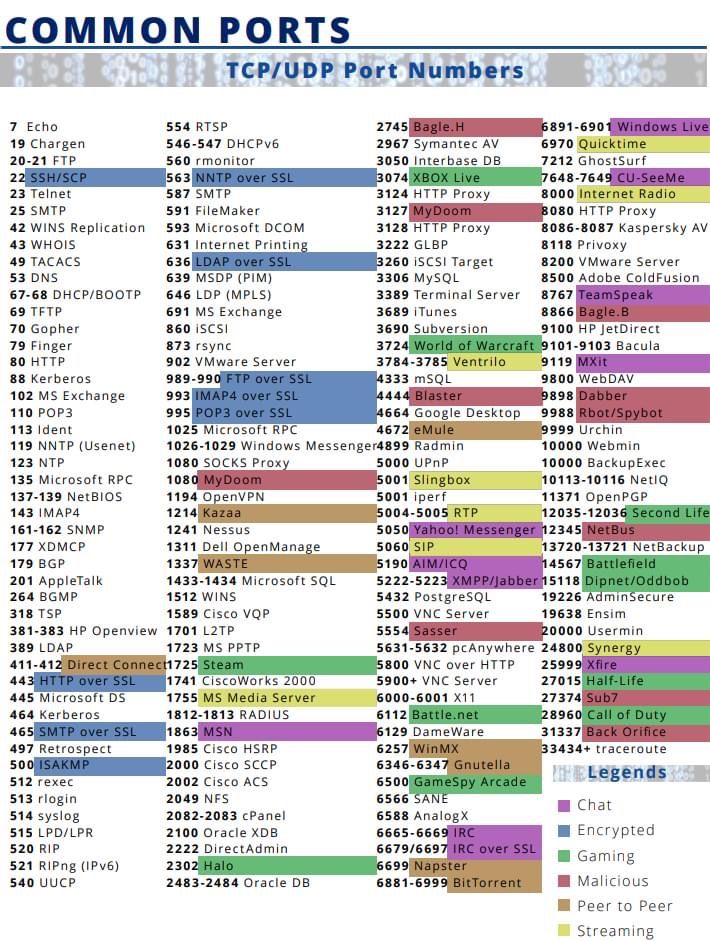 COMMON PORTS
TCP/UDP Port Numbers
7 Echo
19 Chargen
20-21 FTP
22 SSH/SCP
23 Telnet
25 SMTP
42 WINS Replication
43 WHOIS
49 TACACS
53 DNS
67-68 DHCP/BOOTP
69 TFTP
70 Gopher
79 Finger
80 HTTP
88 Kerberos
102 MS Exchange
110 POP3
113 Ident
119 NNTP (Usenet)
123 NTP
135 Microsoft RPC
137-139 NetBIOS
143 IMAP4
161-162 SNMP
177 XDMCP
179 BGP
201 AppleTalk
264 BGMP
318 TSP
381-383 HP Openview
389 LDAP
411-412 Direct Connect
443 HTTP over SSL
445 Microsoft DS
464 Kerberos
465 SMTP over SSL
497 Retrospect
500 ISAKMP
512 rexec
513 rlogin
514 syslog
515 LPD/LPR
520 RIP
521 RIPng (IPv6)
540 UUCP
554 RTSP
546-547 DHCPv6
560 rmonitor
563 NNTP over SSL
587 SMTP
591 FileMaker
593 Microsoft DCOM
631 Internet Printing
636 LDAP over SSL
639 MSDP (PIM)
646 LDP (MPLS)
691 MS Exchange
860 iSCSI
873 rsync
902 VMware Server
989-990 FTP over SSL
993 IMAP4 over SSL
995 POP3 over SSL
1025 Microsoft RPC
1026-1029 Windows Messenger
1080 SOCKS Proxy
1080 MyDoom
1194 OpenVPN
1214 Kazaa
1241 Nessus
1311 Dell OpenManage
1337 WASTE
1433-1434 Microsoft SQL
1512 WINS
1589 Cisco VQP
1701 L2TP
1723 MS PPTP
1725 Steam
1741 CiscoWorks 2000
1755 MS Media Server
1812-1813 RADIUS
1863 MSN
1985 Cisco HSRP
2000 Cisco SCCP
2002 Cisco ACS
2049 NFS
2082-2083 cPanel
2100 Oracle XDB
2222 DirectAdmin
2302 Halo
2483-2484 Oracle DB
2745 Bagle.H
2967 Symantec AV
3050 Interbase DB
3074 XBOX Live
3124 HTTP Proxy
3127 MyDoom
3128 HTTP Proxy
3222 GLBP
3260 iSCSI Target
3306 MySQL
3389 Terminal Server
3689 iTunes
3690 Subversion
3724 World of Warcraft
3784-3785 Ventrilo
4333 mSQL
4444 Blaster
4664 Google Desktop
4672 eMule
4899 Radmin
5000 UPnP
5001 Slingbox
5001 iperf
5004-5005 RTP
5050 Yahoo! Messenger
5060 SIP
5190 AIM/ICQ
5222-5223 XMPP/Jabber
5432 PostgreSQL
5500 VNC Server
5554 Sasser
5631-5632 pcAnywhere
5800 VNC over HTTP
5900+ VNC Server
6000-6001 X11
6112 Battle.net
6129 DameWare
6257 WinMX
6346-6347 Gnutella
6500 GameSpy Arcade
6566 SANE
6588 AnalogX
6665-6669 IRC
6679/6697 IRC over SSL
6699 Napster
6881-6999 BitTorrent
6891-6901 Windows Live
6970 Quicktime
7212 GhostSurf
7648-7649 CU-SeeMe
8000 Internet Radio
8080 HTTP Proxy
8086-8087 Kaspersky AV
8118 Privoxy
8200 VMware Server
8500 Adobe ColdFusion
8767 TeamSpeak
8866 Bagle.B
9100 HP JetDirect
9101-9103 Bacula
9119 MXit
9800 WebDAV
9898 Dabber
9988 Rbot/Spybot
9999 Urchin
10000 Webmin
10000 BackupExec
10113-10116 NetIQ
11371 OpenPGP
12035-12036 Second Life
12345 NetBus
13720-13721 NetBackup
14567 Battlefield
15118 Dipnet/Oddbob
19226 AdminSecure
19638 Ensim
20000 Usermin
24800 Synergy
25999 Xfire
27015 Half-Life
27374 Sub7
28960 Call of Duty
31337 Back Orifice
33434+ traceroute
Legends
Chat
Encrypted
Gaming
Malicious
Peer to Peer
Streaming